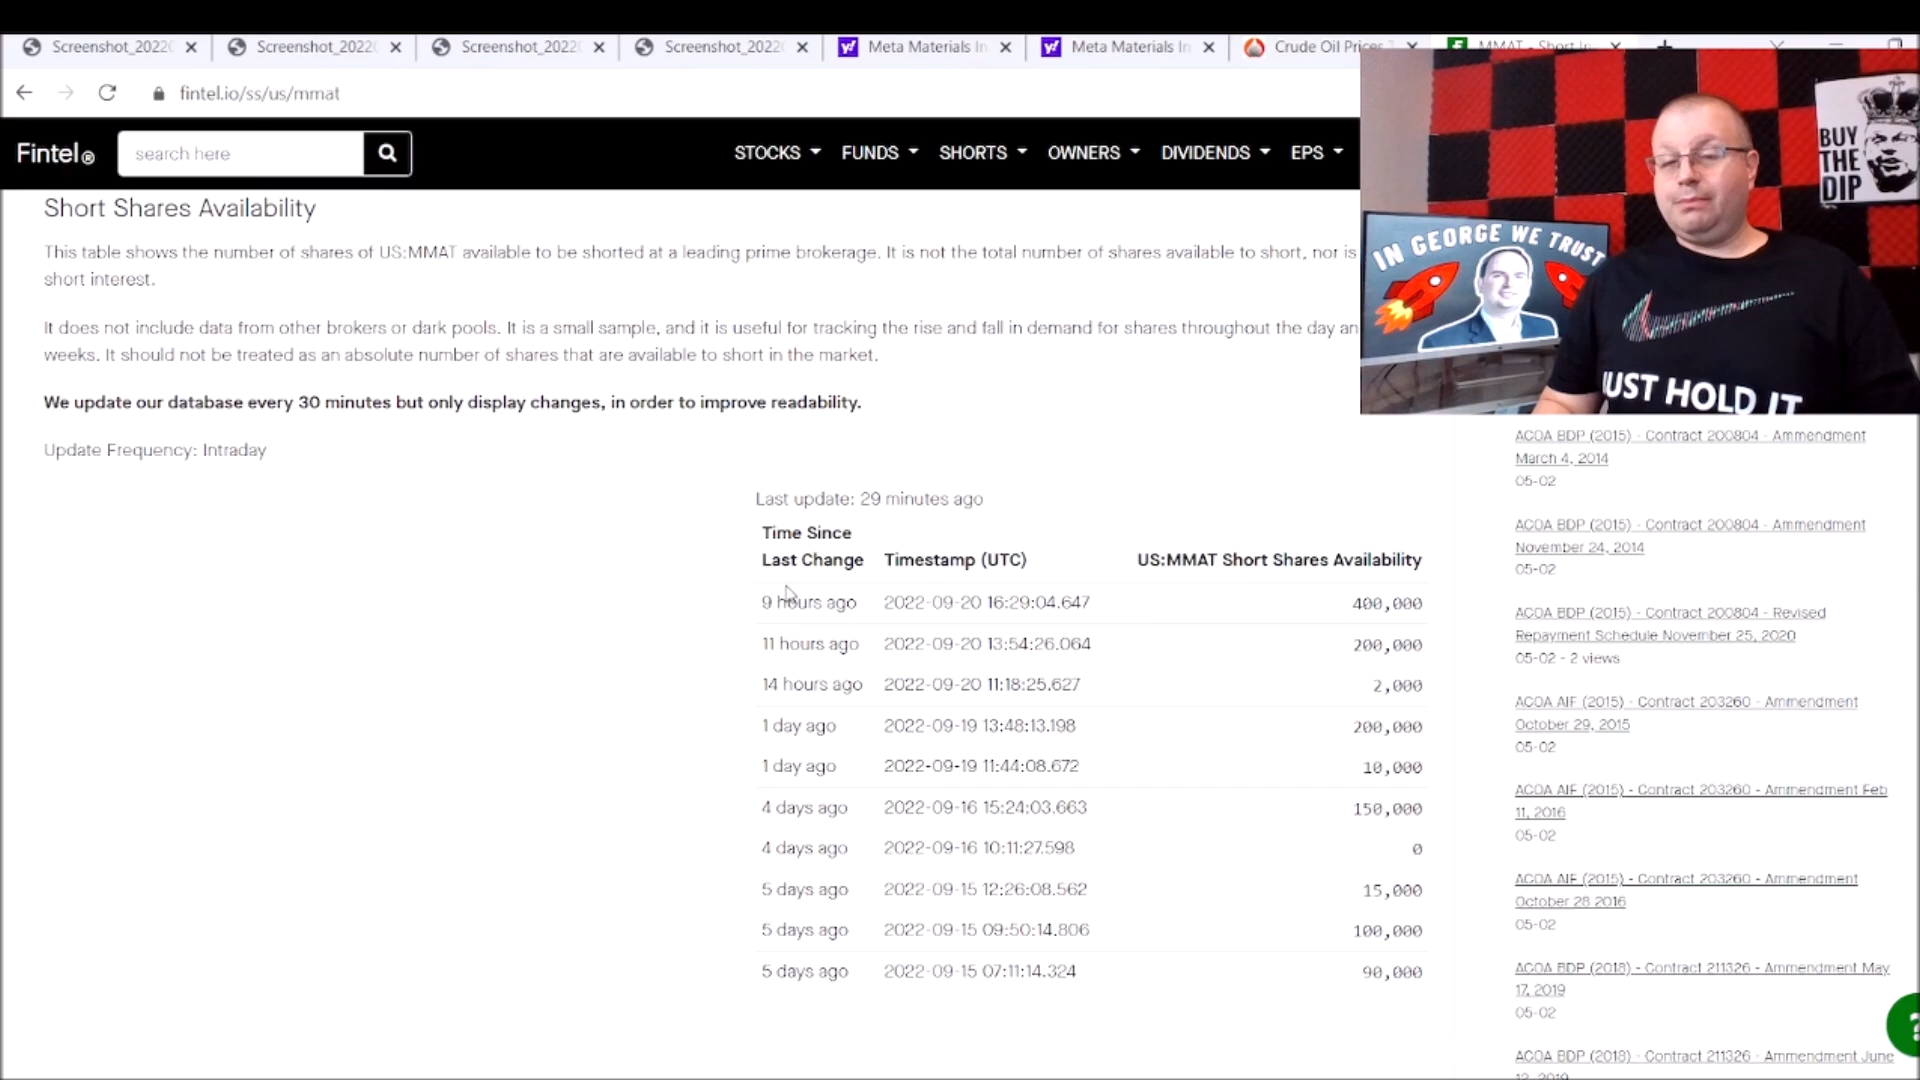 Screenshot_2022
Screenshot_2022
Screenshot_2022
Screenshot_2022
Meta Materials In
Meta Materials In
Crude Oil Prices
MMAT - Short In
fintel.io/ss/us/mmat
Fintel®
search here
STOCKS
FUNDS
SHORTS
OWNERS
DIVIDENDS
EPS
BUY
THE
DIP
IN GEORGE WE TRUST
JUST HOLD IT
Short Shares Availability
This table shows the number of shares of US:MMAT available to be shorted at a leading prime brokerage. It is not the total number of shares available to short, nor is
short interest.
It does not include data from other brokers or dark pools. It is a small sample, and it is useful for tracking the rise and fall in demand for shares throughout the day an
weeks. It should not be treated as an absolute number of shares that are available to short in the market.
We update our database every 30 minutes but only display changes, in order to improve readability.
Update Frequency: Intraday
Last update: 29 minutes ago
Time Since
Last Change Timestamp (UTC) US:MMAT Short Shares Availability
9 hours ago 2022-09-20 16:29:04.647 400,000
11 hours ago 2022-09-20 13:54:26.064 200,000
14 hours ago 2022-09-20 11:18:25.627 2,000
1 day ago 2022-09-19 13:48:13.198 200,000
1 day ago 2022-09-19 11:44:08.672 10,000
4 days ago 2022-09-16 15:24:03.663 150,000
4 days ago 2022-09-16 10:11:27.598 0
5 days ago 2022-09-15 12:26:08.562 15,000
5 days ago 2022-09-15 09:50:14.806 100,000
5 days ago 2022-09-15 07:11:14.324 90,000
ACOA BDP (2015) - Contract 200804 - Ammendment
March 4, 2014
05-02
ACOA BDP (2015) - Contract 200804 - Ammendment
November 24, 2014
05-02
ACOA BDP (2015) - Contract 200804 - Revised
Repayment Schedule November 25, 2020
05-02 - 2 views
ACOA AIF (2015) - Contract 203260 - Ammendment
October 29, 2015
05-02
ACOA AIF (2015) - Contract 203260 - Ammendment Feb
11, 2016
05-02
ACOA AIF (2015) - Contract 203260 - Ammendment
October 28 2016
05-02
ACOA BDP (2018) - Contract 211326 - Ammendment May
17, 2019
05-02
ACOA BDP (2018) - Contract 211326 - Ammendment June
12, 2019
?